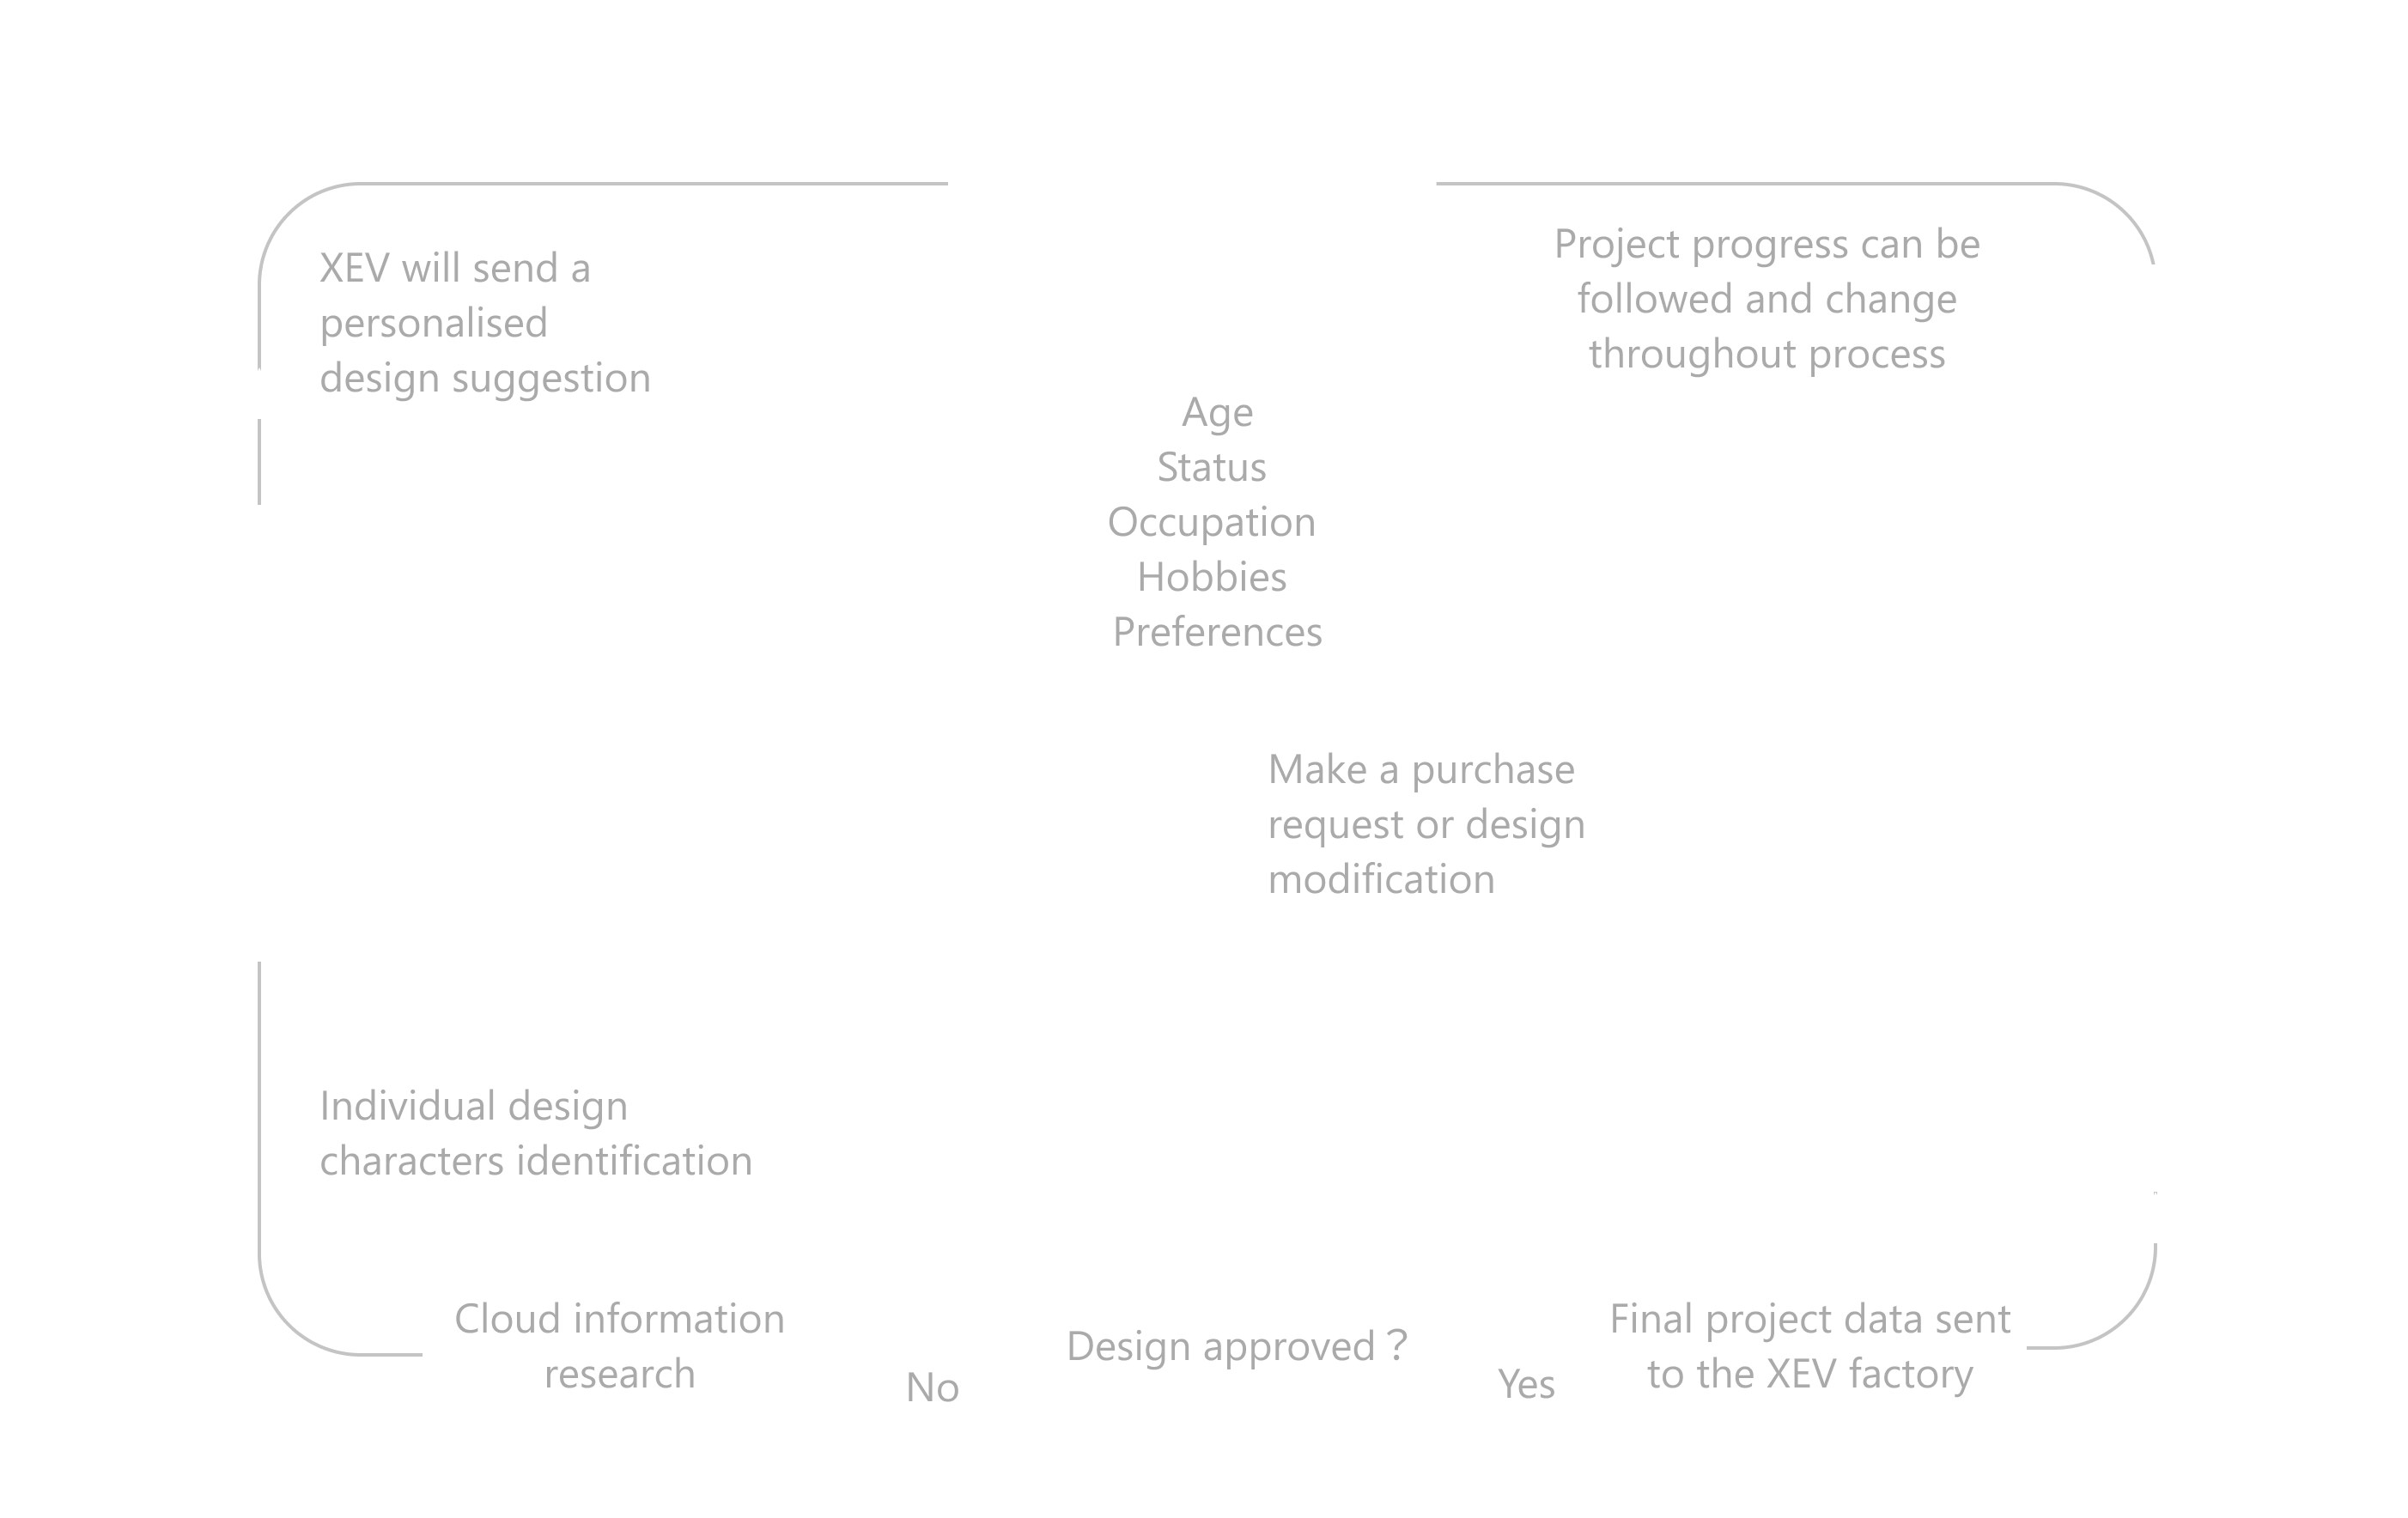 XEV will send a
personalised
design suggestion
Project progress can be
followed and change
throughout process
Age
Status
Occupation
Hobbies
Preferences
Make a purchase
request or design
modification
Individual design
characters identification
Cloud information
research
No
Design approved ?
Yes
Final project data sent
to the XEV factory